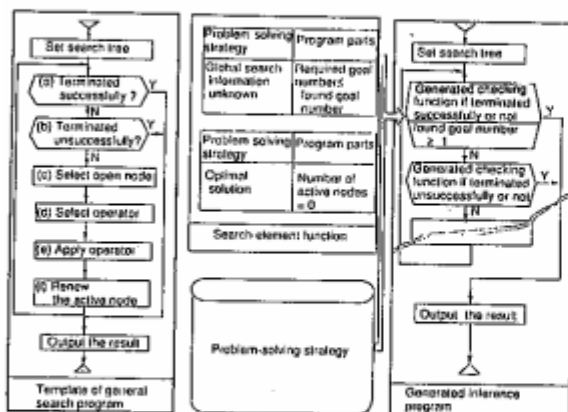 Set search tree
(a) Terminated
successfully ?
Y
N
(b) Terminated
unsuccessfully?
Y
N
(c) Select open node
(d) Select operator
(e) Apply operator
(f) Renew
the active node
Output the result
Template of general
search program
Problem solving
strategy
Program parts
Global search
information
unknown
Required goal
numbers
found goal
number
Problem solving
strategy
Program parts
Optimal
solution
Number of
active nodes
= 0
Search element function
Problem-solving strategy
Set search tree
Generated checking
function if terminated
successfully or not
found goal number
≥ 1
Y
N
Generated checking
function if terminated
unsuccessfully or not
Y
N
Output the result
Generated inference
program